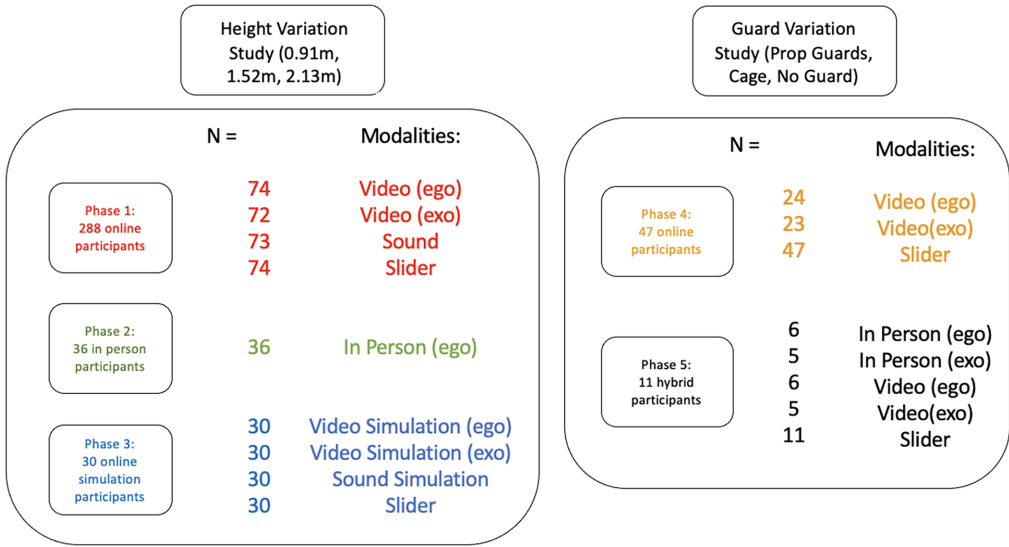 Height Variation
Study (0.91m,
1.52m, 2.13m)
N =
Modalities:
Phase 1:
288 online
participants
74 Video (ego)
72 Video (exo)
73 Sound
74 Slider
Phase 2:
36 in person
participants
36 In Person (ego)
Phase 3:
30 online
simulation
participants
30 Video Simulation (ego)
30 Video Simulation (exo)
30 Sound Simulation
30 Slider
Guard Variation
Study (Prop Guards,
Cage, No Guard)
N =
Modalities:
Phase 4:
47 online
participants
24 Video (ego)
23 Video(exo)
47 Slider
Phase 5:
11 hybrid
participants
6 In Person (ego)
5 In Person (exo)
6 Video (ego)
5 Video(exo)
11 Slider